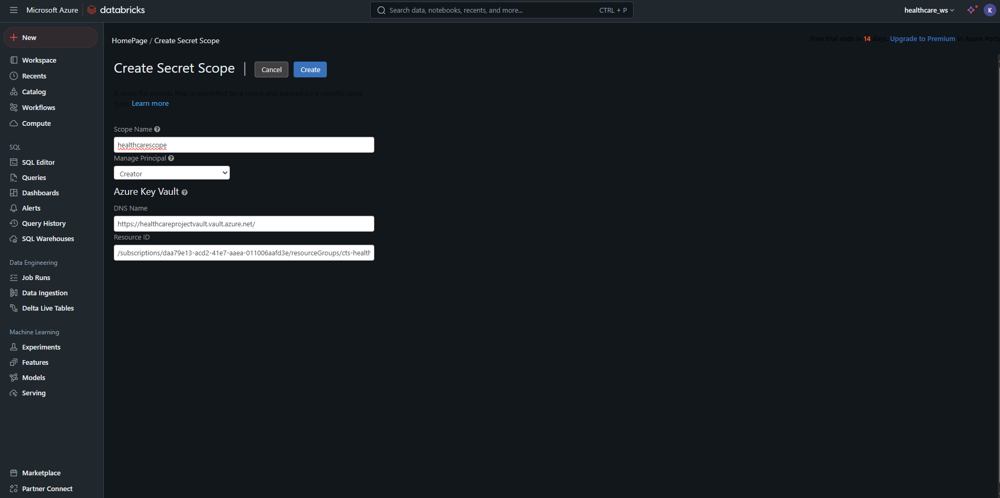 Microsoft Azure databricks
Search data, notebooks, recents, and more... CTRL + P
healthcare_ws K
New
Workspace
Recents
Catalog
Workflows
Compute
SQL
SQL Editor
Queries
Dashboards
Alerts
Query History
SQL Warehouses
Data Engineering
Job Runs
Data Ingestion
Delta Live Tables
Machine Learning
Experiments
Features
Models
Serving
Marketplace
Partner Connect
HomePage / Create Secret Scope
Free trial ends in 14 days. Upgrade to Premium in Azure Port
Create Secret Scope | Cancel Create
A store for secrets that is identified by a name and backed by a specific store
type. Learn more
Scope Name ?
healthcarescope
Manage Principal ?
Creator
Azure Key Vault ?
DNS Name
https://healthcareprojectvault.vault.azure.net/
Resource ID
/subscriptions/daa79e13-acd2-41e7-aaea-011006aafd3e/resourceGroups/cts-health